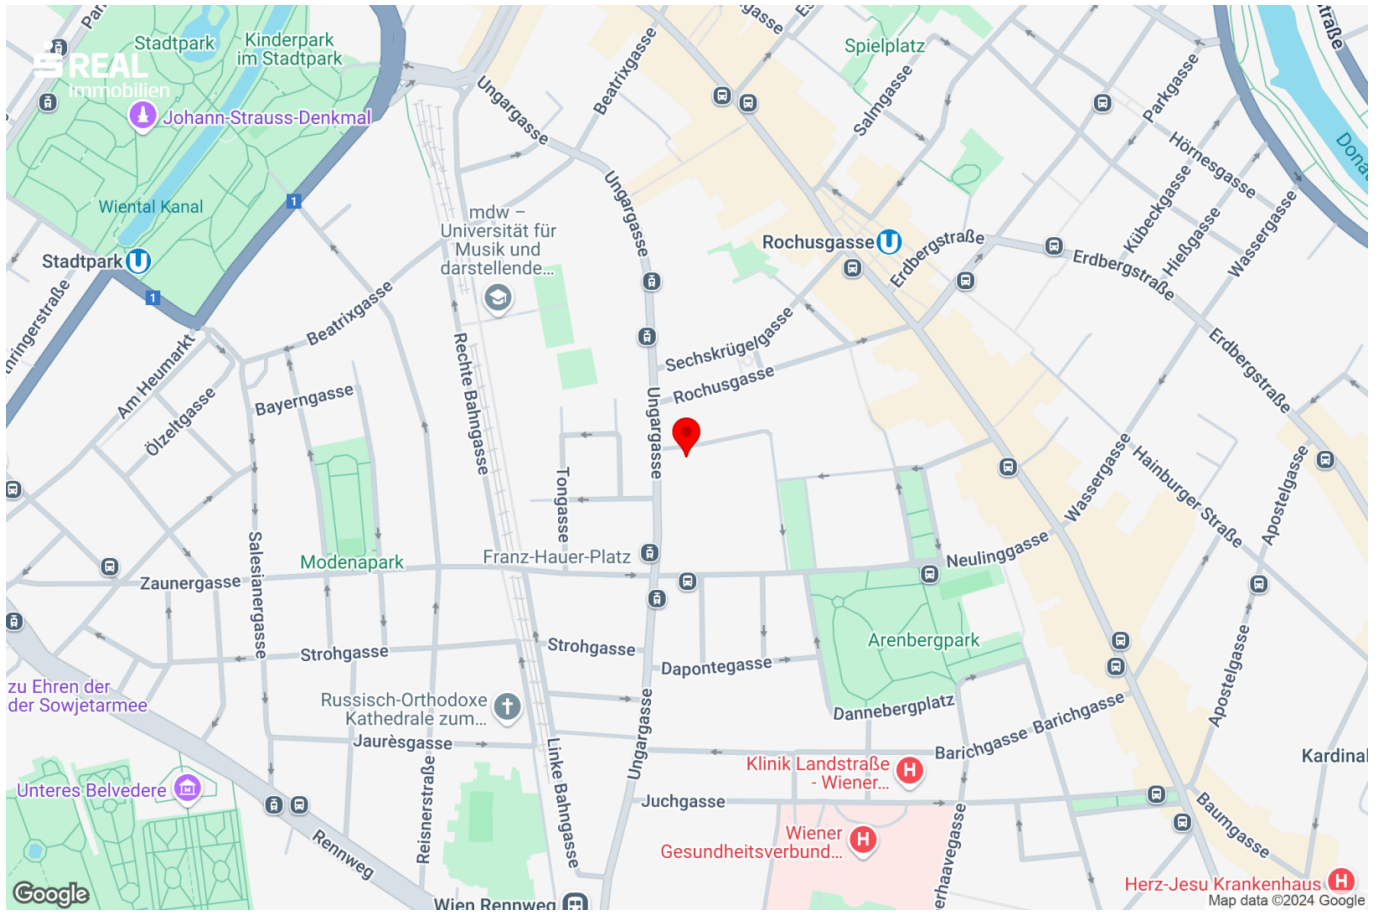 Stadtpark
Kinderpark
im Stadtpark
REAL
Immobilien
Johann-Strauss-Denkmal
Ungargasse
Beatrixgasse
Spielplatz
Salmgasse
Parkgasse
Hörnesgasse
Kübeckgasse
Hießgasse
Wassergasse
1
Wiental Kanal
Stadtpark
U
1
mdw –
Universität für
Musik und
darstellende...
Ungargasse
Rochusgasse
U
Erdbergstraße
Erdbergstraße
Erdbergstraße
Beatrixgasse
Am Heumarkt
Ölzeltgasse
Bayerngasse
Rechte Bahngasse
Sechskrügelgasse
Rochusgasse
Ungargasse
Tongasse
Wassergasse
Hainburger Straße
Apostelgasse
Modenapark
Franz-Hauer-Platz
Neulinggasse
Zaunergasse
Salesianergasse
Strohgasse
Strohgasse
Dapontegasse
Arenbergpark
Dannebergplatz
Apostelgasse
zu Ehren der
der Sowjetarmee
Russisch-Orthodoxe
Kathedrale zum...
Jaurèsgasse
Ungargasse
Linke Bahngasse
Barichgasse
Barichgasse
Klinik Landstraße
- Wiener...
H
Kardinal
Unteres Belvedere
Reisnerstraße
Rennweg
Juchgasse
Wiener
Gesundheitsverbund...
H
Baumgasse
Herz-Jesu Krankenhaus
H
Google
Wien Rennweg
Map data ©2024 Google